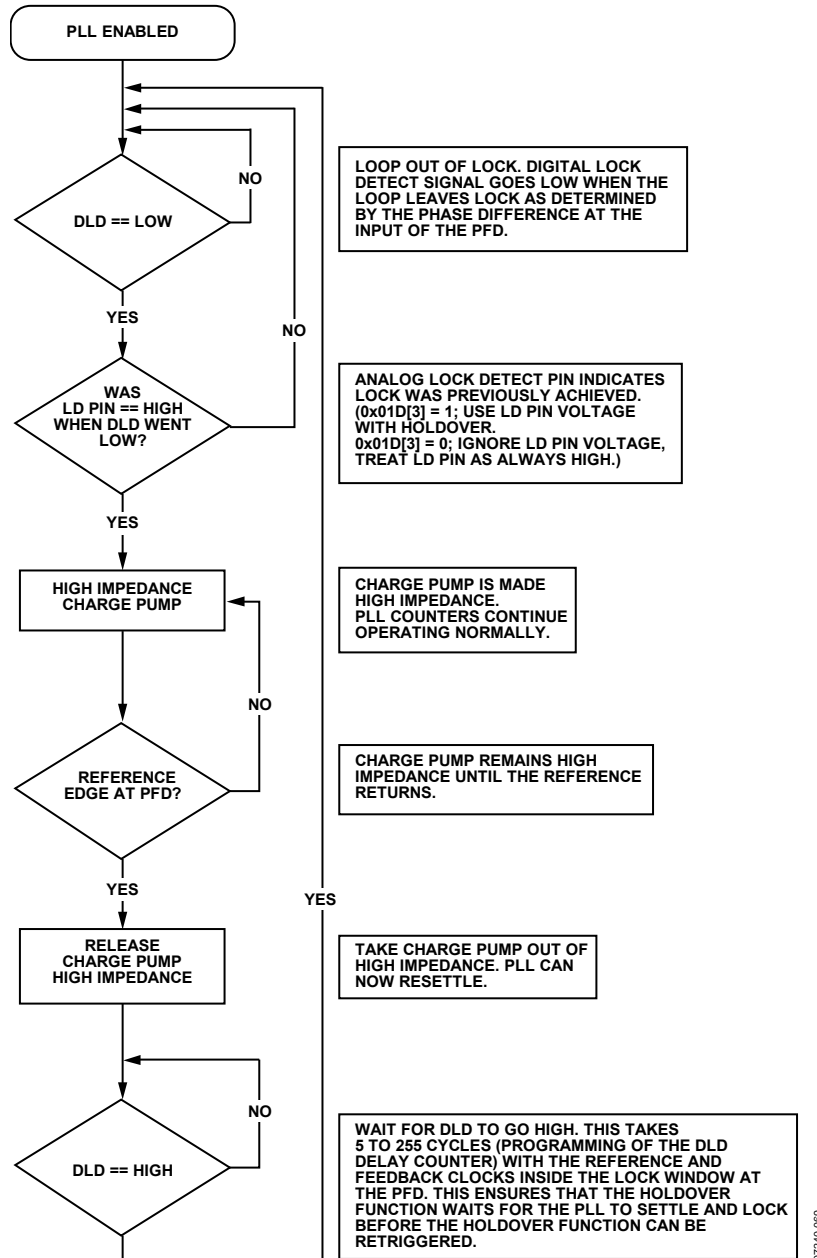 PLL ENABLED
NO
DLD == LOW
LOOP OUT OF LOCK. DIGITAL LOCK
DETECT SIGNAL GOES LOW WHEN THE
LOOP LEAVES LOCK AS DETERMINED
BY THE PHASE DIFFERENCE AT THE
INPUT OF THE PFD.
YES
NO
WAS
LD PIN == HIGH
WHEN DLD WENT
LOW?
ANALOG LOCK DETECT PIN INDICATES
LOCK WAS PREVIOUSLY ACHIEVED.
(0x01D[3] = 1; USE LD PIN VOLTAGE
WITH HOLDOVER.
0x01D[3] = 0; IGNORE LD PIN VOLTAGE,
TREAT LD PIN AS ALWAYS HIGH.)
YES
HIGH IMPEDANCE
CHARGE PUMP
CHARGE PUMP IS MADE
HIGH IMPEDANCE.
PLL COUNTERS CONTINUE
OPERATING NORMALLY.
NO
REFERENCE
EDGE AT PFD?
CHARGE PUMP REMAINS HIGH
IMPEDANCE UNTIL THE REFERENCE
RETURNS.
YES
YES
RELEASE
CHARGE PUMP
HIGH IMPEDANCE
TAKE CHARGE PUMP OUT OF
HIGH IMPEDANCE. PLL CAN
NOW RESETTLE.
NO
DLD == HIGH
WAIT FOR DLD TO GO HIGH. THIS TAKES
5 TO 255 CYCLES (PROGRAMMING OF THE DLD
DELAY COUNTER) WITH THE REFERENCE AND
FEEDBACK CLOCKS INSIDE THE LOCK WINDOW AT
THE PFD. THIS ENSURES THAT THE HOLDOVER
FUNCTION WAITS FOR THE PLL TO SETTLE AND LOCK
BEFORE THE HOLDOVER FUNCTION CAN BE
RETRIGGERED.